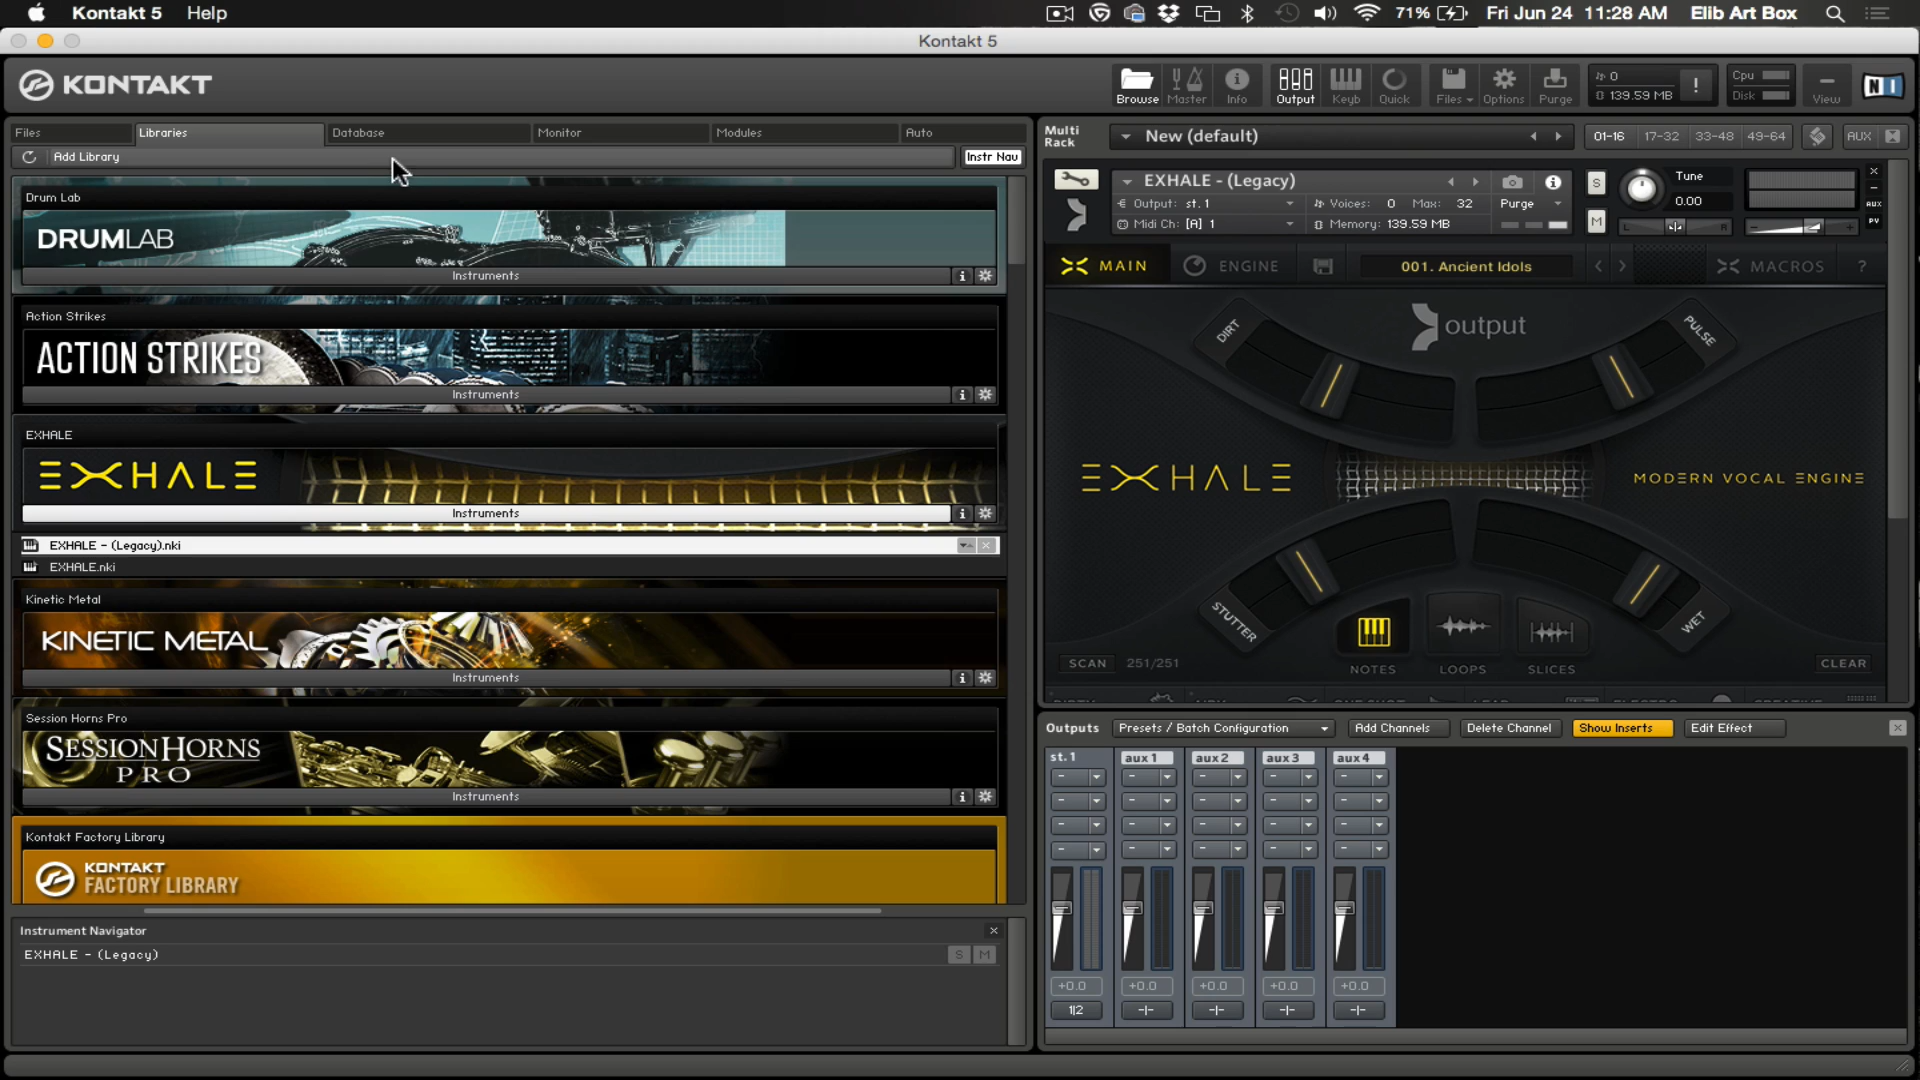 Kontakt 5 Help 71% Fri Jun 24 11:28 AM Elib Art Box
Kontakt 5
KONTAKT
Browse Master Info Output Keyb Quick Files Options Purge
0
139.59 MB
!
Cpu
Disk
View
NI
Files Libraries Database Monitor Modules Auto
Add Library Instr Nav
Drum Lab
DRUMLAB
Instruments
Action Strikes
ACTION STRIKES
Instruments
EXHALE
EXHALE
Instruments
EXHALE - (Legacy).nki
EXHALE.nki
Kinetic Metal
KINETIC METAL
Instruments
Session Horns Pro
SESSION HORNS
PRO
Instruments
Kontakt Factory Library
KONTAKT
FACTORY LIBRARY
Instrument Navigator
EXHALE - (Legacy) S M
Multi
Rack
New (default) 01-16 17-32 33-48 49-64 AUX
EXHALE - (Legacy)
Output: st. 1 Voices: 0 Max: 32 Purge
Midi Ch: [A] 1 Memory: 139.59 MB
S
M
Tune
0.00
L R
AUX
PV
MAIN ENGINE 001. Ancient Idols MACROS ?
output
DIRT PULSE
EXHALE MODERN VOCAL ENGINE
STUTTER WET
NOTES LOOPS SLICES
SCAN 251/251 CLEAR
Outputs Presets / Batch Configuration Add Channels Delete Channel Show Inserts Edit Effect
st.1 aux1 aux2 aux3 aux4
+0.0 +0.0 +0.0 +0.0 +0.0
1|2 -|- -|- -|- -|-